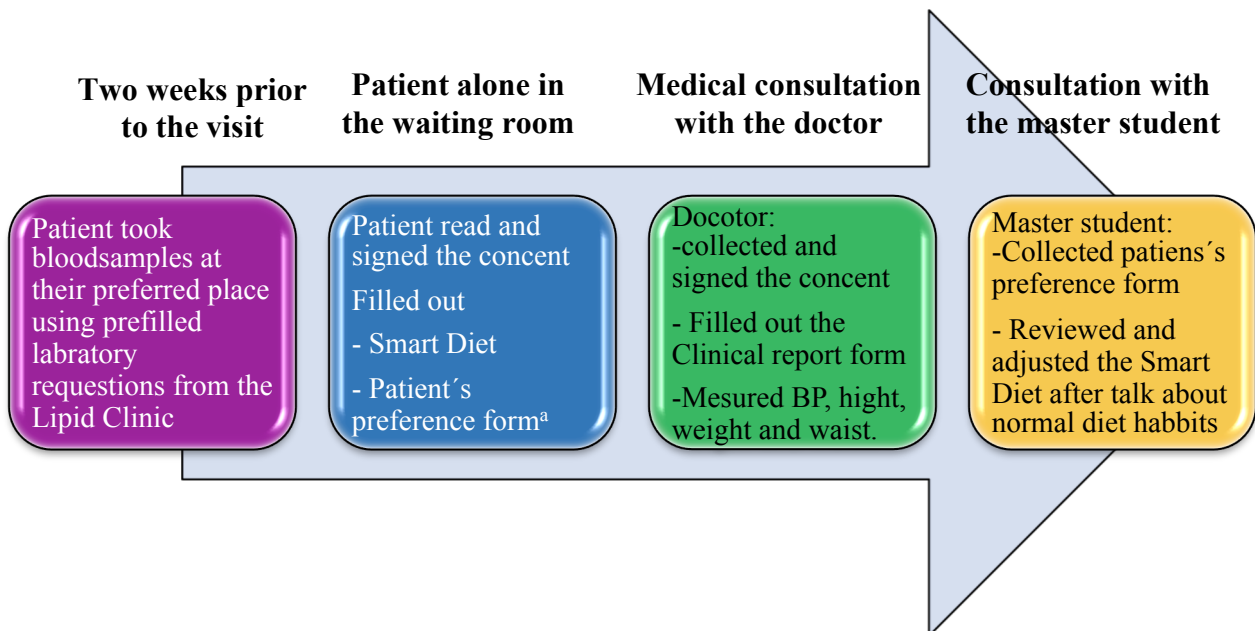 Two weeks prior
to the visit
Patient alone in
the waiting room
Medical consultation
with the doctor
Consultation with
the master student
Patient took
bloodsamples at
their preferred place
using prefilled
labratory
requestions from the
Lipid Clinic
Patient read and
signed the concent
Filled out
- Smart Diet
- Patient´s
preference formᵃ
Docotor:
-collected and
signed the concent
- Filled out the
Clinical report form
-Mesured BP, hight,
weight and waist.
Master student:
-Collected patiens´s
preference form
- Reviewed and
adjusted the Smart
Diet after talk about
normal diet habbits